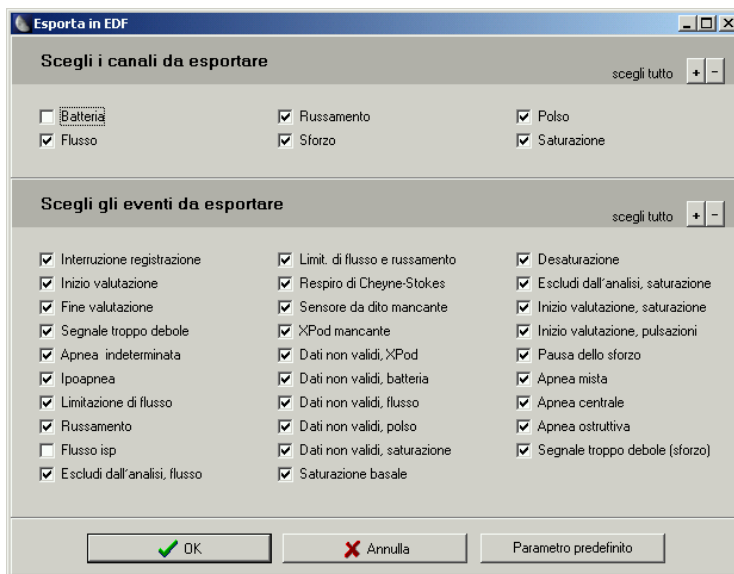 Esporta in EDF
Scegli i canali da esportare
scegli tutto + -
Batteria Russamento Polso
Flusso Sforzo Saturazione
Scegli gli eventi da esportare
scegli tutto + -
Interruzione registrazione Limit. di flusso e russamento Desaturazione
Inizio valutazione Respiro di Cheyne-Stokes Escludi dall'analisi, saturazione
Fine valutazione Sensore da dito mancante Inizio valutazione, saturazione
Segnale troppo debole XPod mancante Inizio valutazione, pulsazioni
Apnea indeterminata Dati non validi, XPod Pausa dello sforzo
Ipoapnea Dati non validi, batteria Apnea mista
Limitazione di flusso Dati non validi, flusso Apnea centrale
Russamento Dati non validi, polso Apnea ostruttiva
Flusso isp Dati non validi, saturazione Segnale troppo debole (sforzo)
Escludi dall'analisi, flusso Saturazione basale
OK Annulla Parametro predefinito